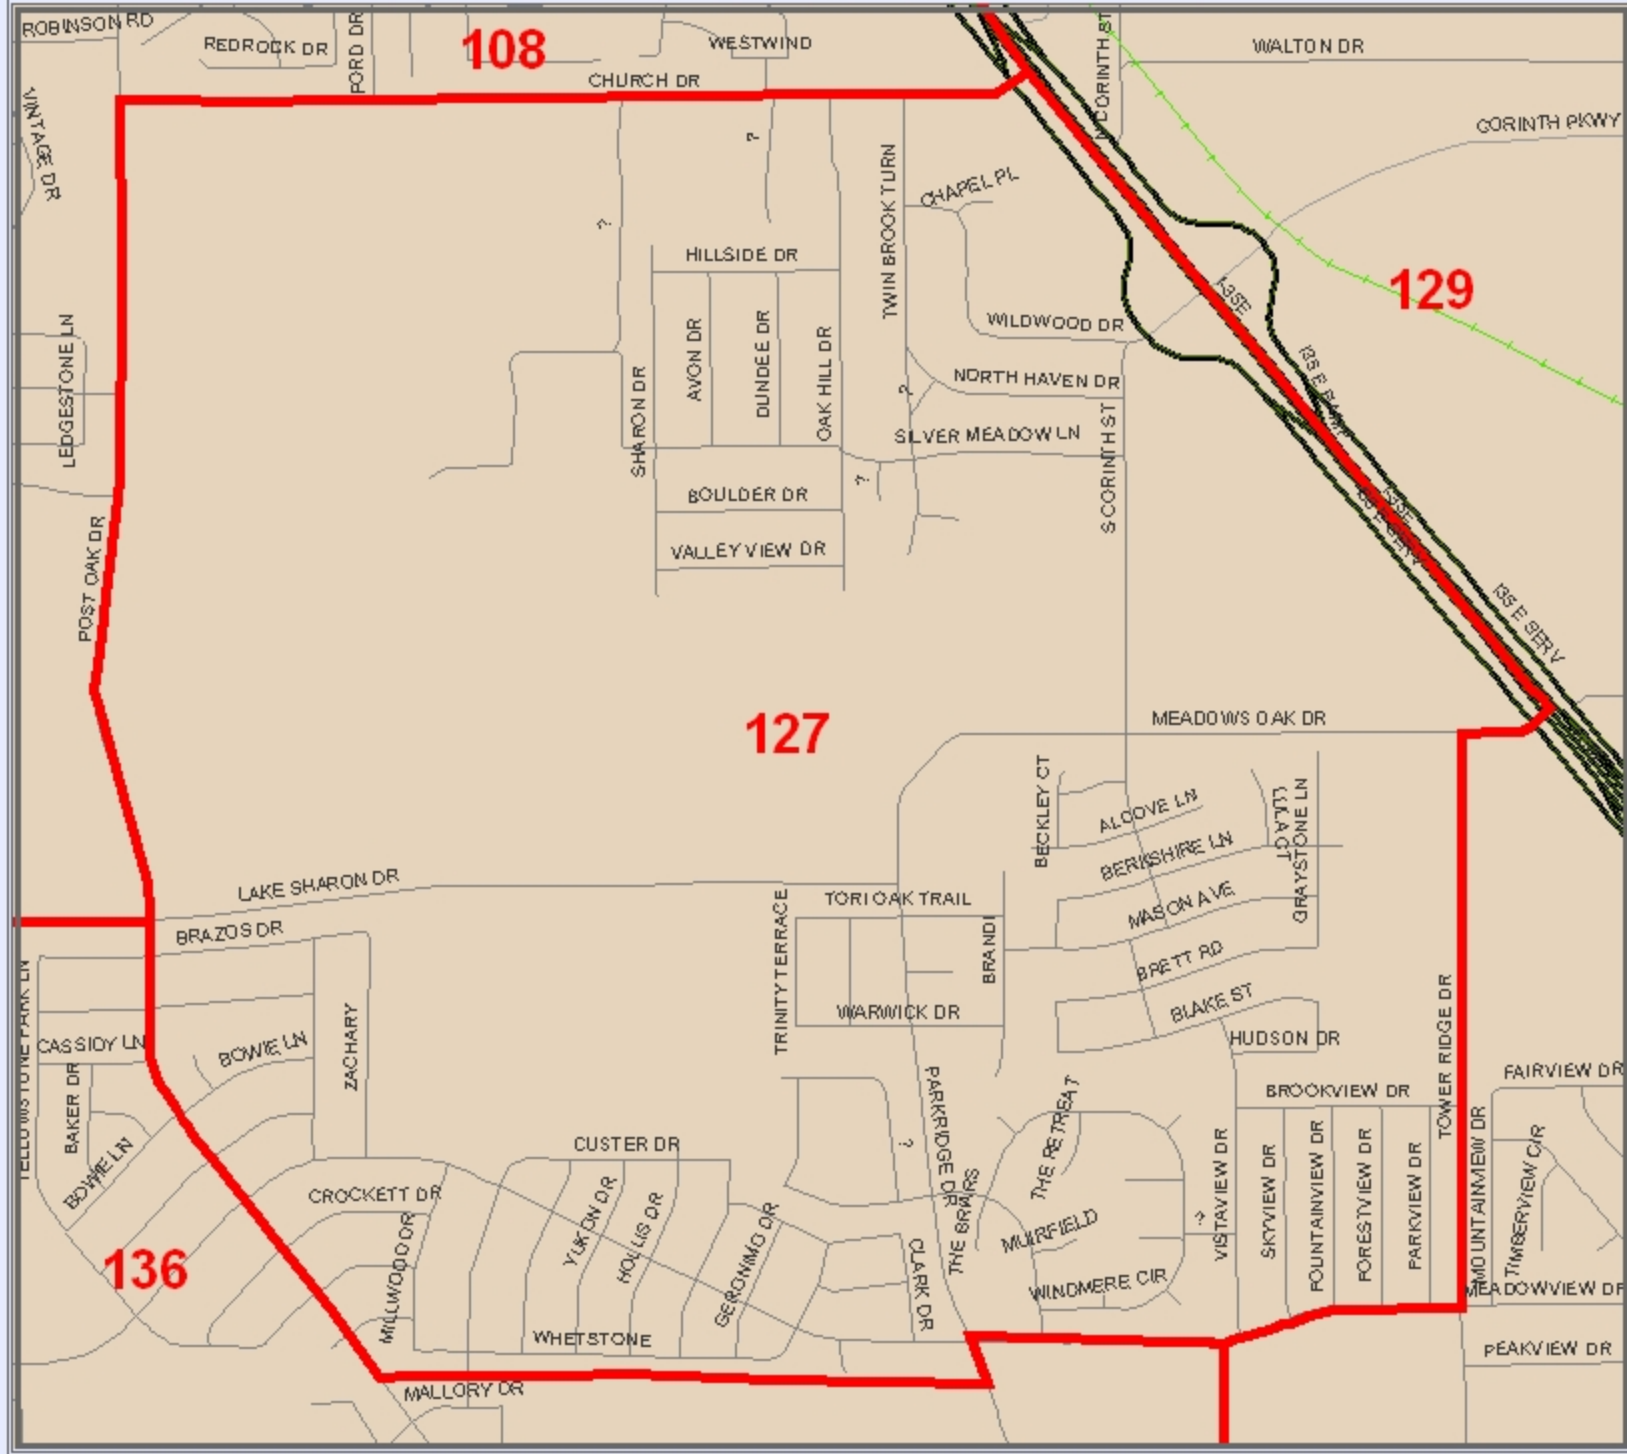 ROBINSON RD
REDROCK DR
FORD DR
108
WESTWIND
N CORINTH ST
WALTON DR
CHURCH DR
VINTAGE DR
CORINTH PKWY
?
?
TWIN BROOK TURN
CHAPEL PL
HILLSIDE DR
129
I-35E
LEDGESTONE LN
AVON DR
DUNDEE DR
OAK HILL DR
WILDWOOD DR
SHARON DR
?
NORTH HAVEN DR
SILVER MEADOW LN
S CORINTH ST
?
BOULDER DR
VALLEY VIEW DR
POST OAK DR
I-35E
I35 E SERV
I35 E SERV
127
MEADOWS OAK DR
BECKLEY CT
ALCOVE LN
LULA CT
GRAYSTONE LN
BERKSHIRE LN
LAKE SHARON DR
TORI OAK TRAIL
MASON AVE
BRAZOS DR
TRINITY TERRACE
BRANDI
BRETT RD
WARWICK DR
BLAKE ST
TOWER RIDGE DR
CASSIDY LN
BOWIE LN
ZACHARY
HUDSON DR
BAKER DR
PARKRIDGE DR
THE RETREAT
BROOKVIEW DR
FAIRVIEW DR
BOWIE LN
CUSTER DR
?
MOUNTAINVIEW DR
TIMBERVIEW CIR
CROCKETT DR
YUKON DR
HOLLIS DR
GERONIMO DR
THE BRIARS
MUIRFIELD
?
VISTAVIEW DR
SKYVIEW DR
FOUNTAINVIEW DR
FORESTVIEW DR
PARKVIEW DR
136
MILLWOOD DR
CLARK DR
WINDMERE CIR
MEADOWVIEW DR
WHETSTONE
PEAKVIEW DR
MALLORY DR